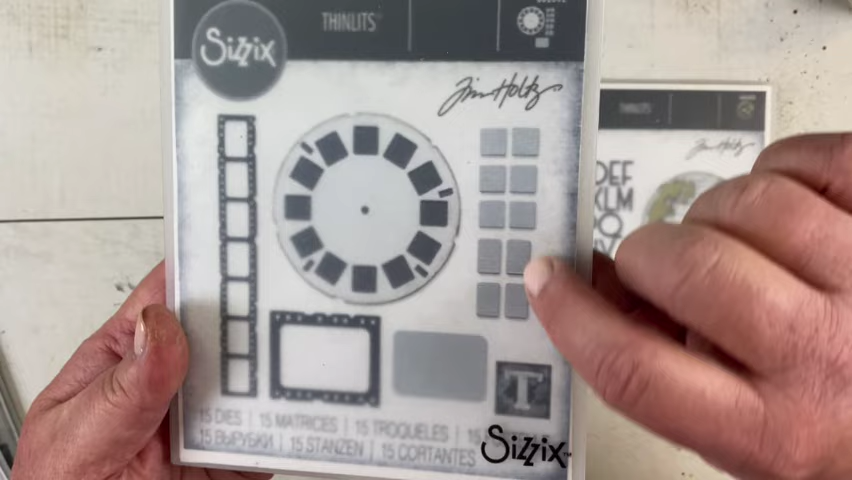 Sizzix
THINLITS
Tim Holtz
T
15 DIES | 15 MATRICES | 15 TROQUELES | 15
15 ВЫРУБКИ | 15 STANZEN | 15 CORTANTES
Sizzix
THINLITS
Tim Holtz
DEF
KLM